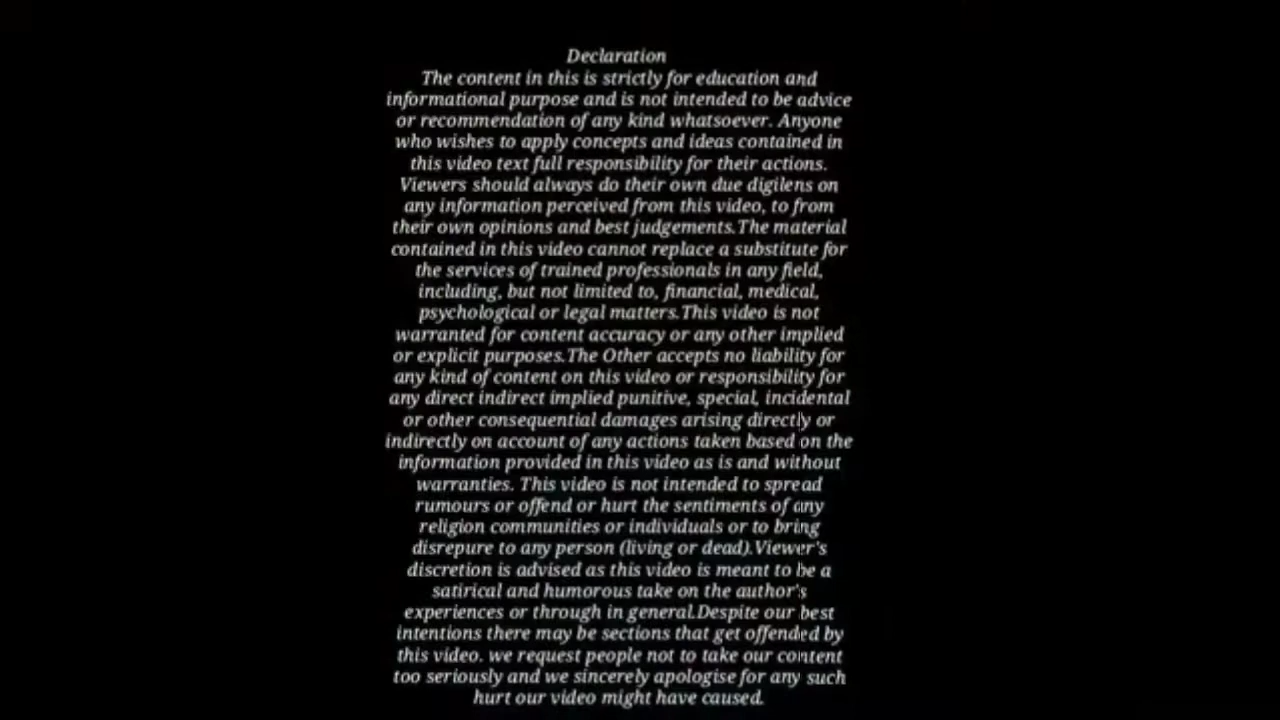 Declaration
The content in this is strictly for education and
informational purpose and is not intended to be advice
or recommendation of any kind whatsoever. Anyone
who wishes to apply concepts and ideas contained in
this video text full responsibility for their actions.
Viewers should always do their own due digilens on
any information perceived from this video, to from
their own opinions and best judgements.The material
contained in this video cannot replace a substitute for
the services of trained professionals in any field,
including, but not limited to, financial, medical,
psychological or legal matters.This video is not
warranted for content accuracy or any other implied
or explicit purposes.The Other accepts no liability for
any kind of content on this video or responsibility for
any direct indirect implied punitive, special, incidental
or other consequential damages arising directly or
indirectly on account of any actions taken based on the
information provided in this video as is and without
warranties. This video is not intended to spread
rumours or offend or hurt the sentiments of any
religion communities or individuals or to bring
disrepure to any person (living or dead).Viewer's
discretion is advised as this video is meant to be a
satirical and humorous take on the author's
experiences or through in general.Despite our best
intentions there may be sections that get offended by
this video. we request people not to take our content
too seriously and we sincerely apologise for any such
hurt our video might have caused.